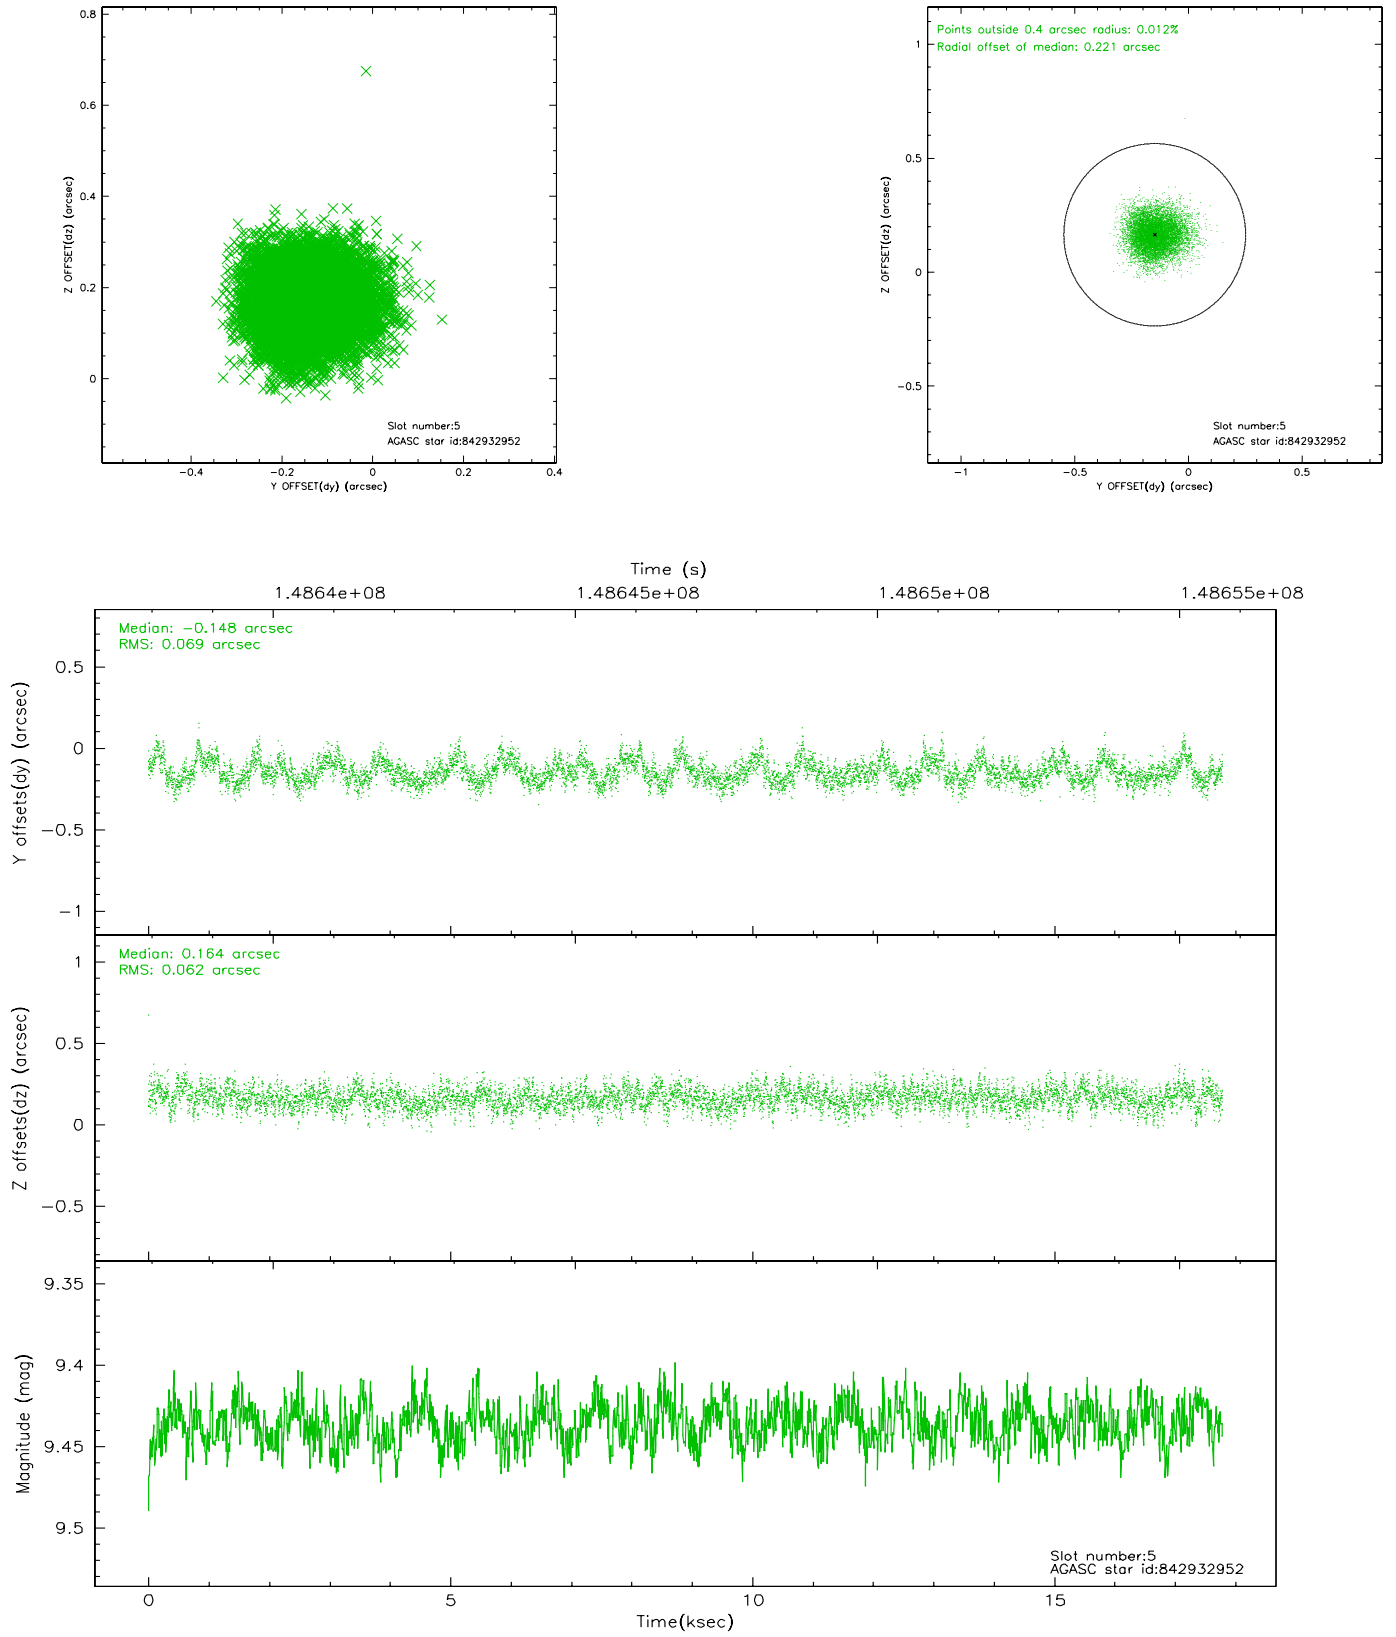 0.8
0.6
0.4
0.2
0
Z OFFSET(dz) (arcsec)
Slot number:5
AGASC star id:842932952
−0.4 −0.2 0 0.2 0.4
Y OFFSET(dy) (arcsec)
Points outside 0.4 arcsec radius: 0.012%
Radial offset of median: 0.221 arcsec
1
0.5
0
−0.5
Z OFFSET(dz) (arcsec)
Slot number:5
AGASC star id:842932952
−1 −0.5 0 0.5
Y OFFSET(dy) (arcsec)
Time (s)
1.4864e+08 1.48645e+08 1.4865e+08 1.48655e+08
Median: −0.148 arcsec
RMS: 0.069 arcsec
0.5
0
−0.5
−1
Y offsets(dy) (arcsec)
Median: 0.164 arcsec
RMS: 0.062 arcsec
1
0.5
0
−0.5
Z offsets(dz) (arcsec)
9.35
9.4
9.45
9.5
Magnitude (mag)
Slot number:5
AGASC star id:842932952
0 5 10 15
Time(ksec)